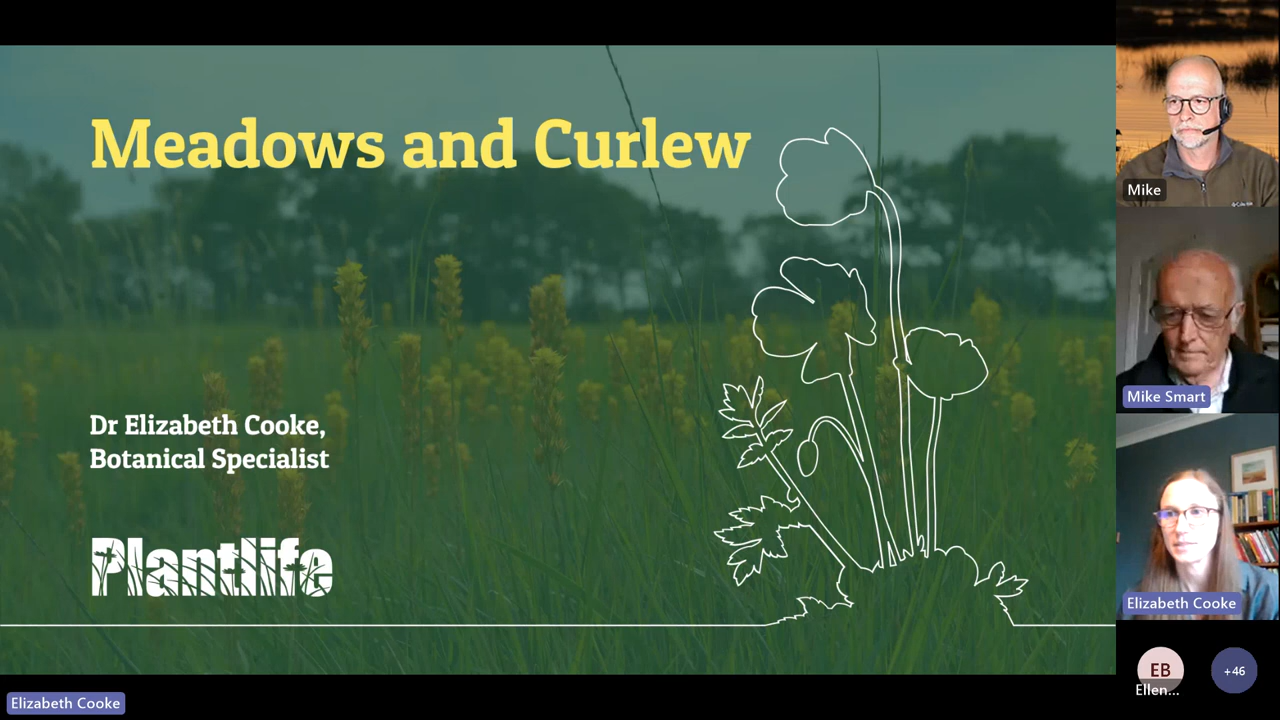 Meadows and Curlew
Dr Elizabeth Cooke,
Botanical Specialist
Plantlife
Elizabeth Cooke
Mike
Mike Smart
Elizabeth Cooke
EB
Ellen...
+46